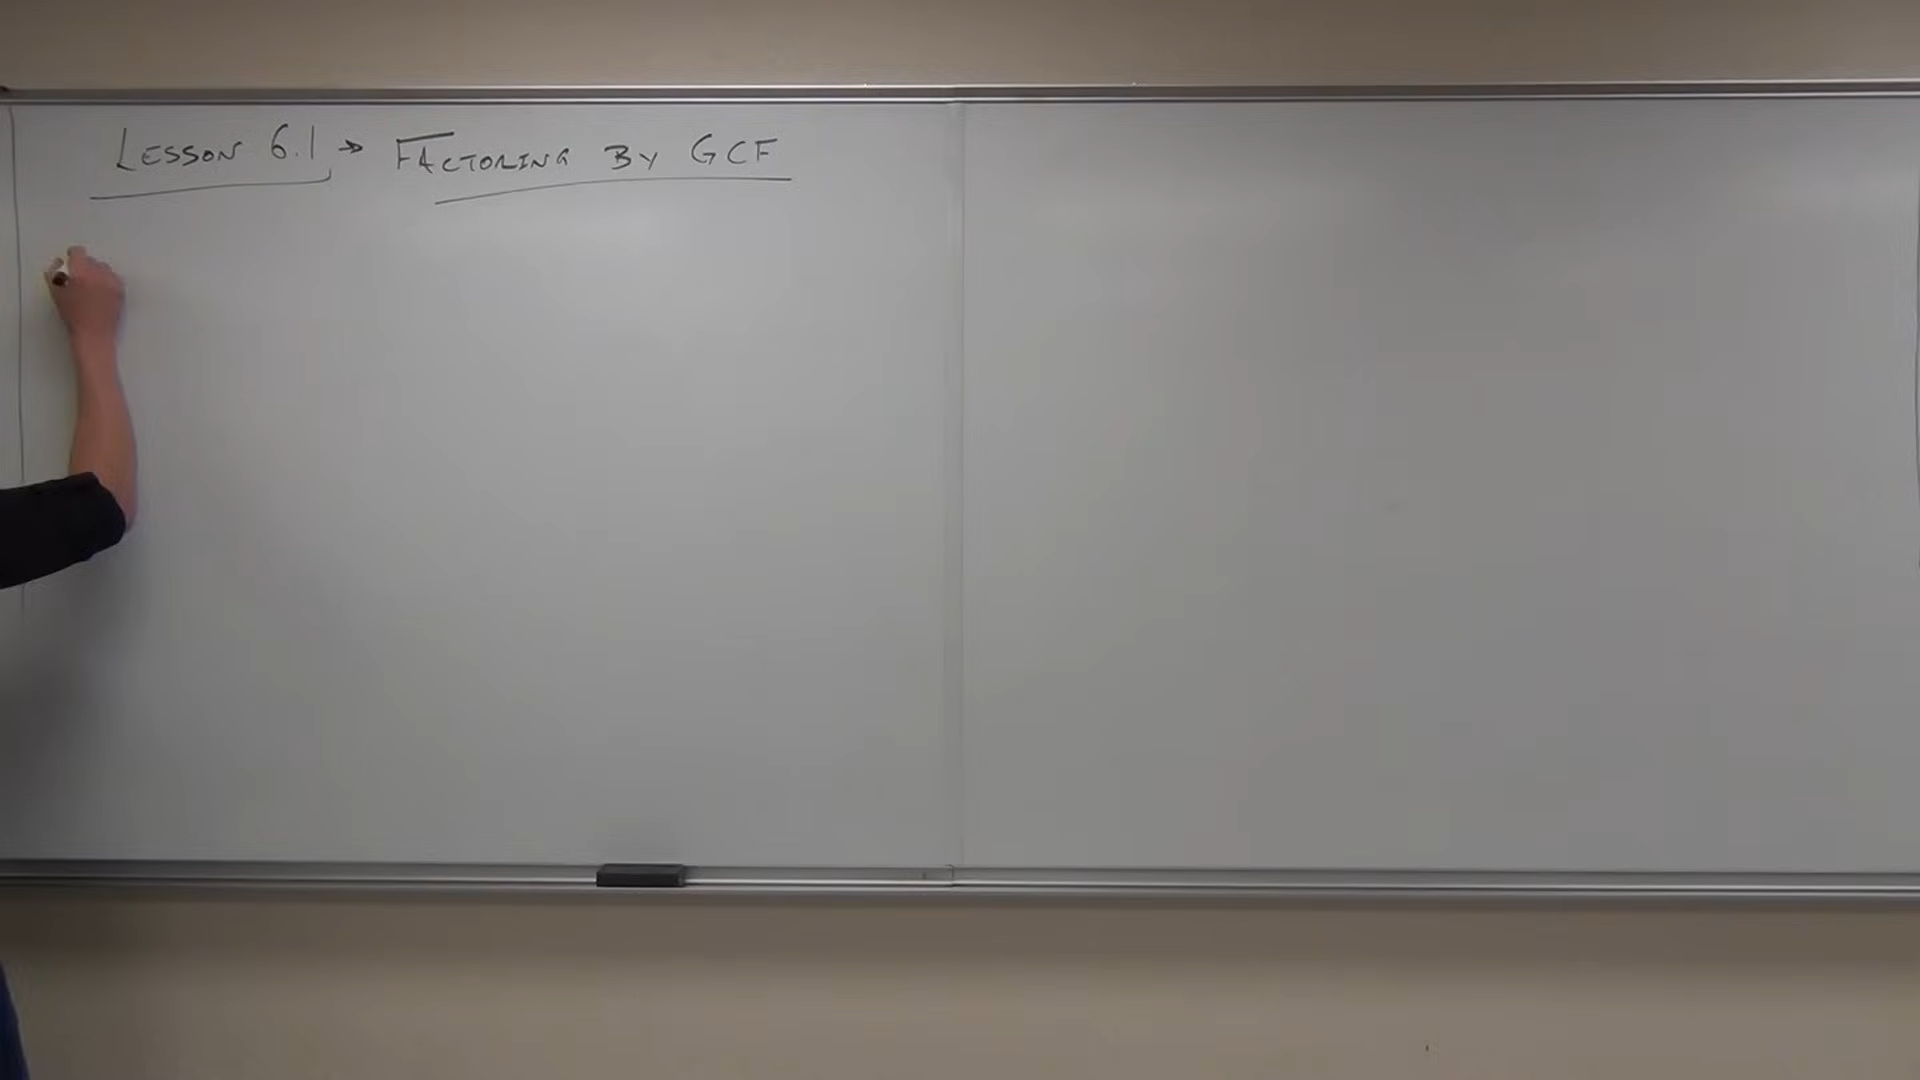 LESSON 6.1 → FACTORING BY GCF